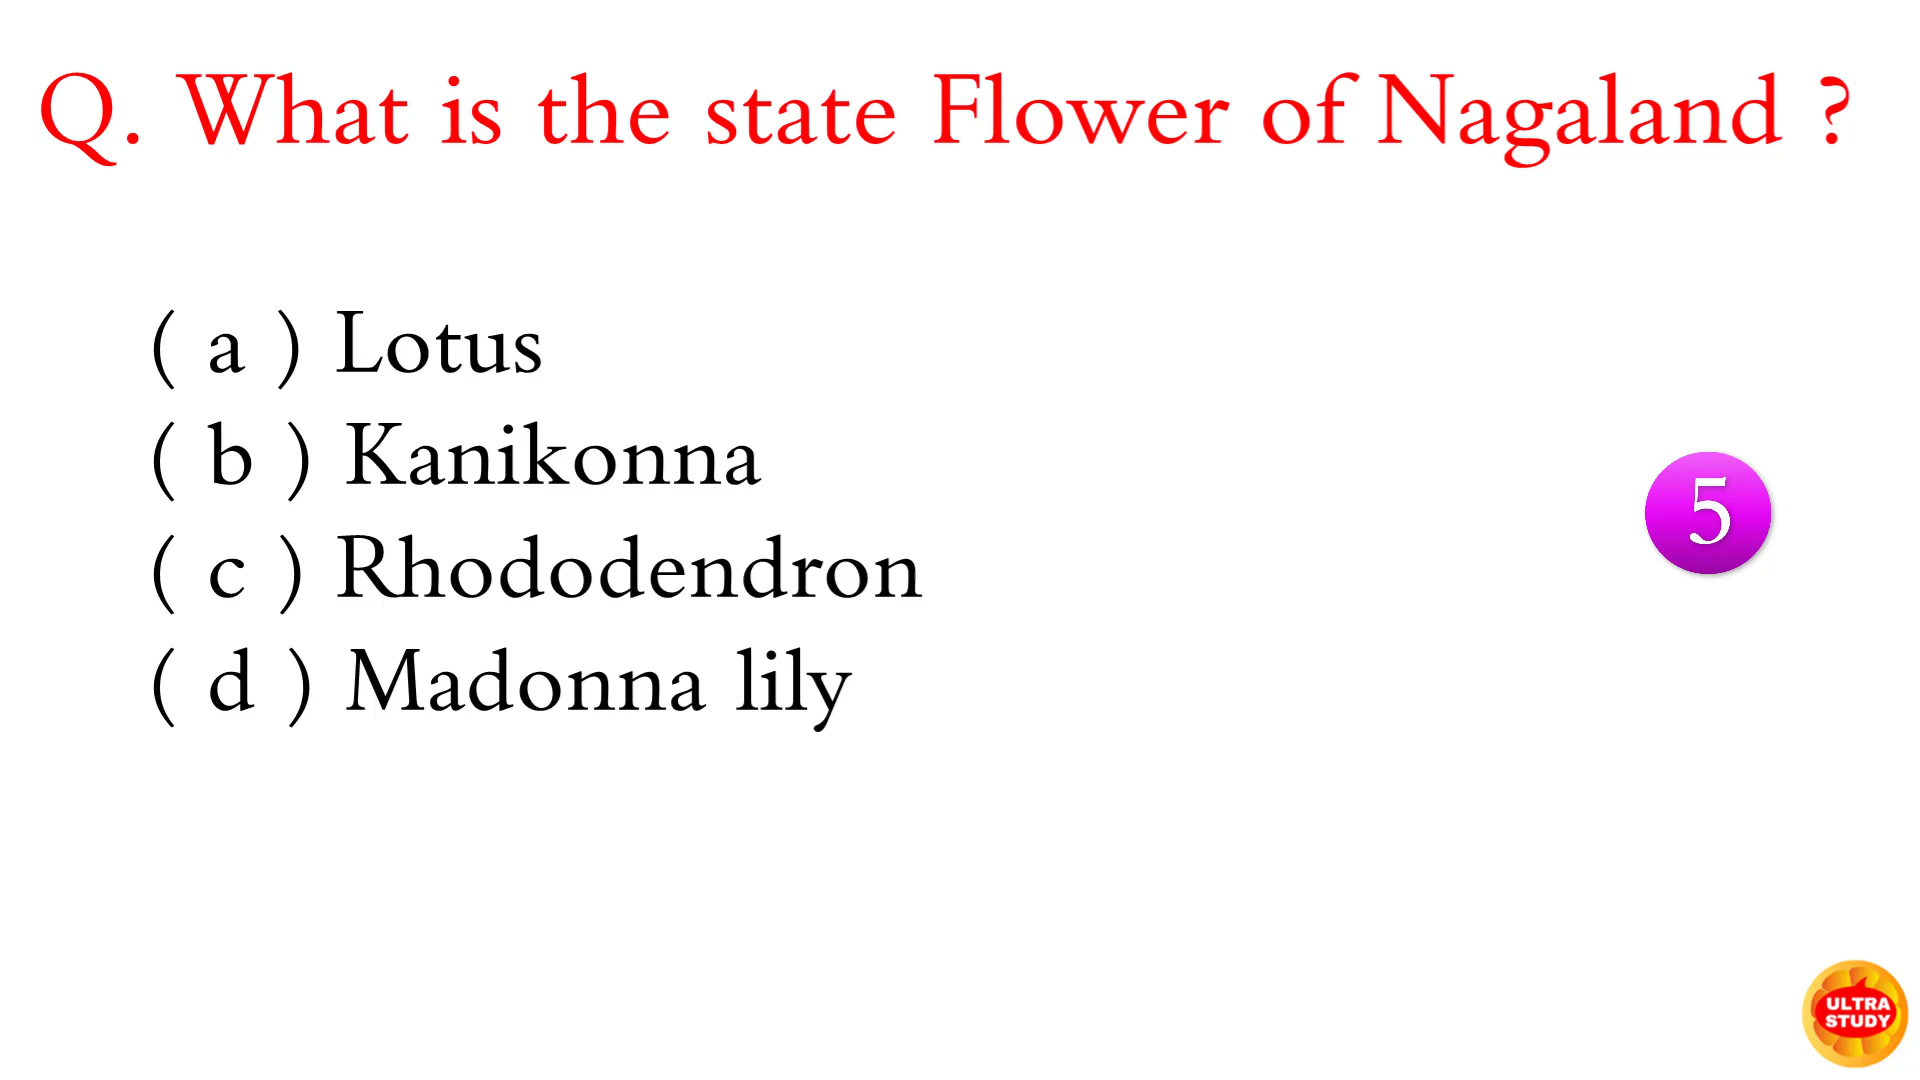 Q. What is the state Flower of Nagaland ?
( a ) Lotus
( b ) Kanikonna
( c ) Rhododendron
( d ) Madonna lily
5
ULTRA
STUDY